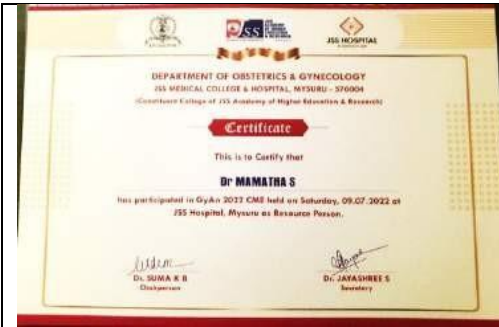 JSS
JSS HOSPITAL
DEPARTMENT OF OBSTETRICS & GYNECOLOGY
JSS MEDICAL COLLEGE & HOSPITAL, MYSURU - 570004
(Constituent College of JSS Academy of Higher Education & Research)
Certificate
This is to Certify that
Dr MAMATHA S
has participated in GyAn 2022 CME held on Saturday, 09.07.2022 at
JSS Hospital, Mysuru as Resource Person.
Dr. SUMA K B
Chairperson
Dr. JAYASHREE S
Secretary